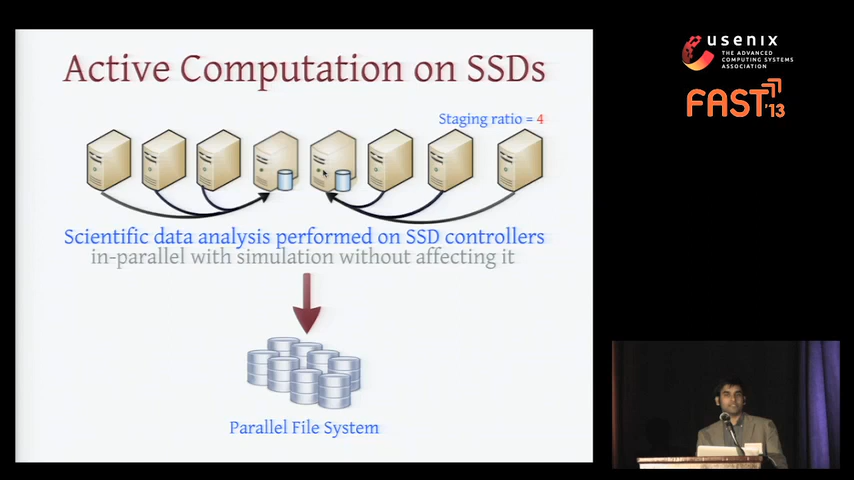 Active Computation on SSDs
Staging ratio = 4
Scientific data analysis performed on SSD controllers
in-parallel with simulation without affecting it
Parallel File System
usenix
THE ADVANCED
COMPUTING SYSTEMS
ASSOCIATION
FAST'13